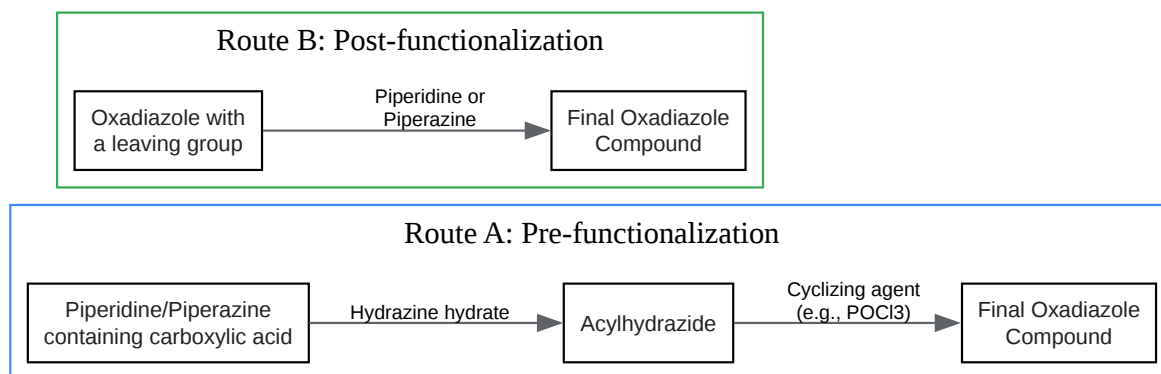 Route B: Post-functionalization
Oxadiazole with
a leaving group
Piperidine or
Piperazine
Final Oxadiazole
Compound
Route A: Pre-functionalization
Piperidine/Piperazine
containing carboxylic acid
Hydrazine hydrate
Acylhydrazide
Cyclizing agent
(e.g., POCl3)
Final Oxadiazole
Compound